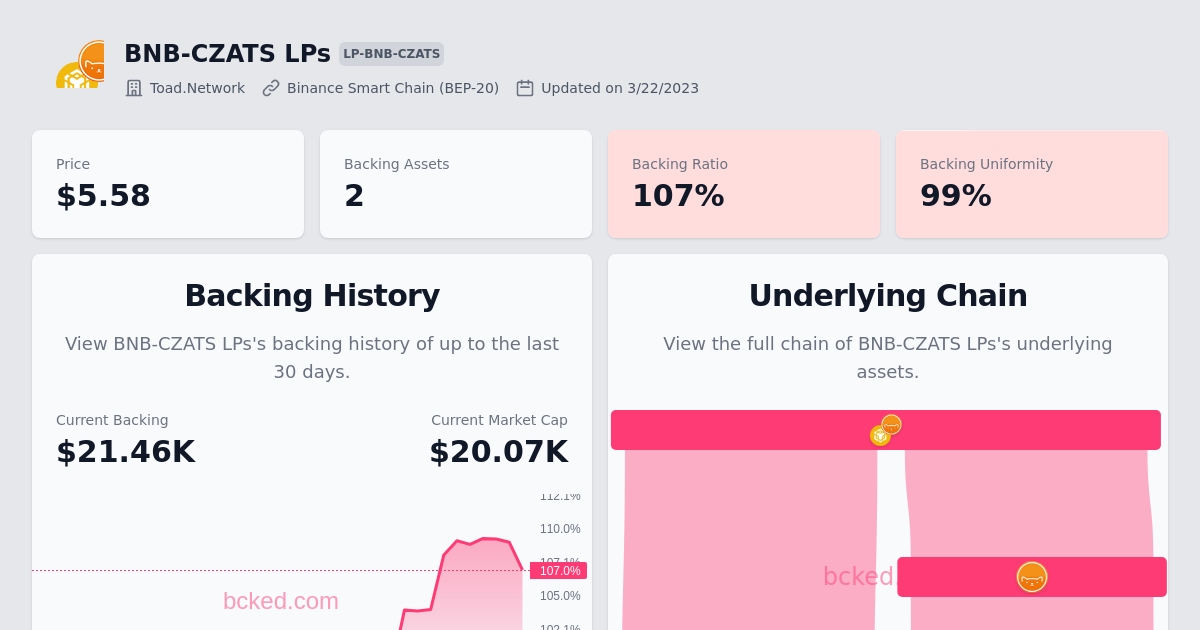 BNB-CZATS LPs LP-BNB-CZATS
Toad.Network Binance Smart Chain (BEP-20) Updated on 3/22/2023
Price
$5.58
Backing Assets
2
Backing Ratio
107%
Backing Uniformity
99%
Backing History
View BNB-CZATS LPs's backing history of up to the last
30 days.
Current Backing
$21.46K
Current Market Cap
$20.07K
112.1%
110.0%
107.1%
107.0%
105.0%
102.1%
bcked.com
Underlying Chain
View the full chain of BNB-CZATS LPs's underlying
assets.
bcked.